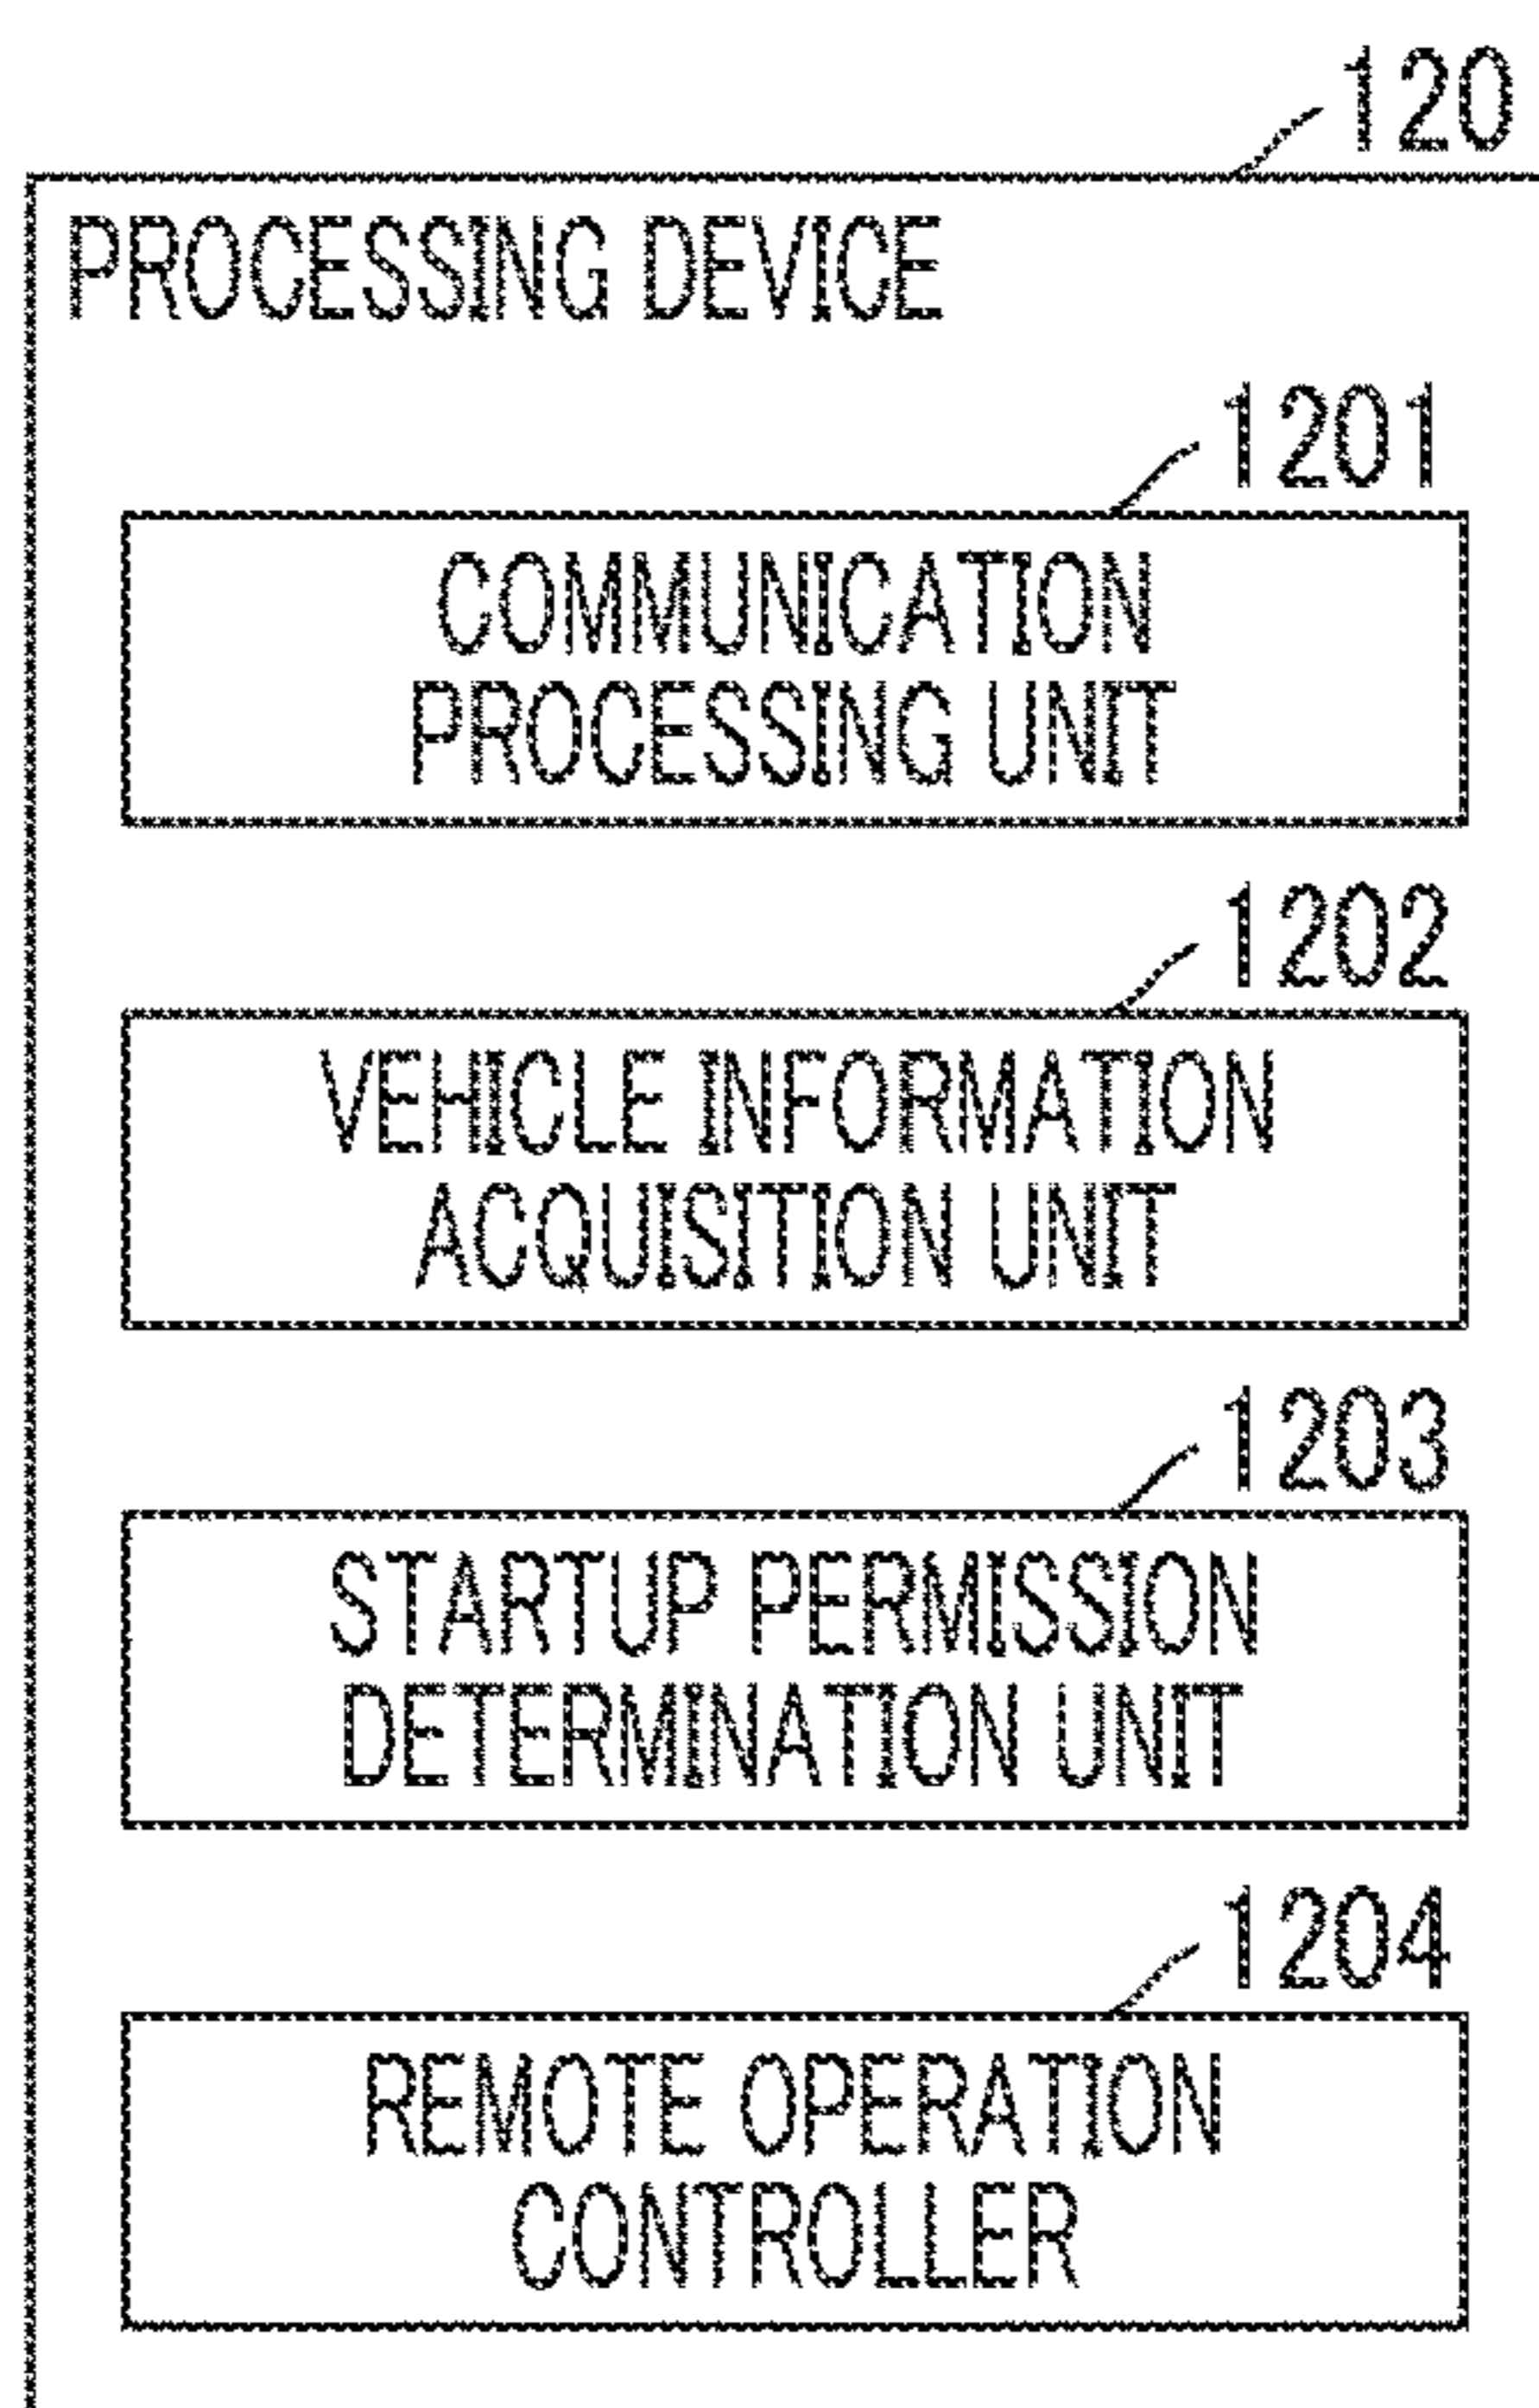 120
PROCESSING DEVICE
1201
COMMUNICATION
PROCESSING UNIT
1202
VEHICLE INFORMATION
ACQUISITION UNIT
1203
STARTUP PERMISSION
DETERMINATION UNIT
1204
REMOTE OPERATION
CONTROLLER